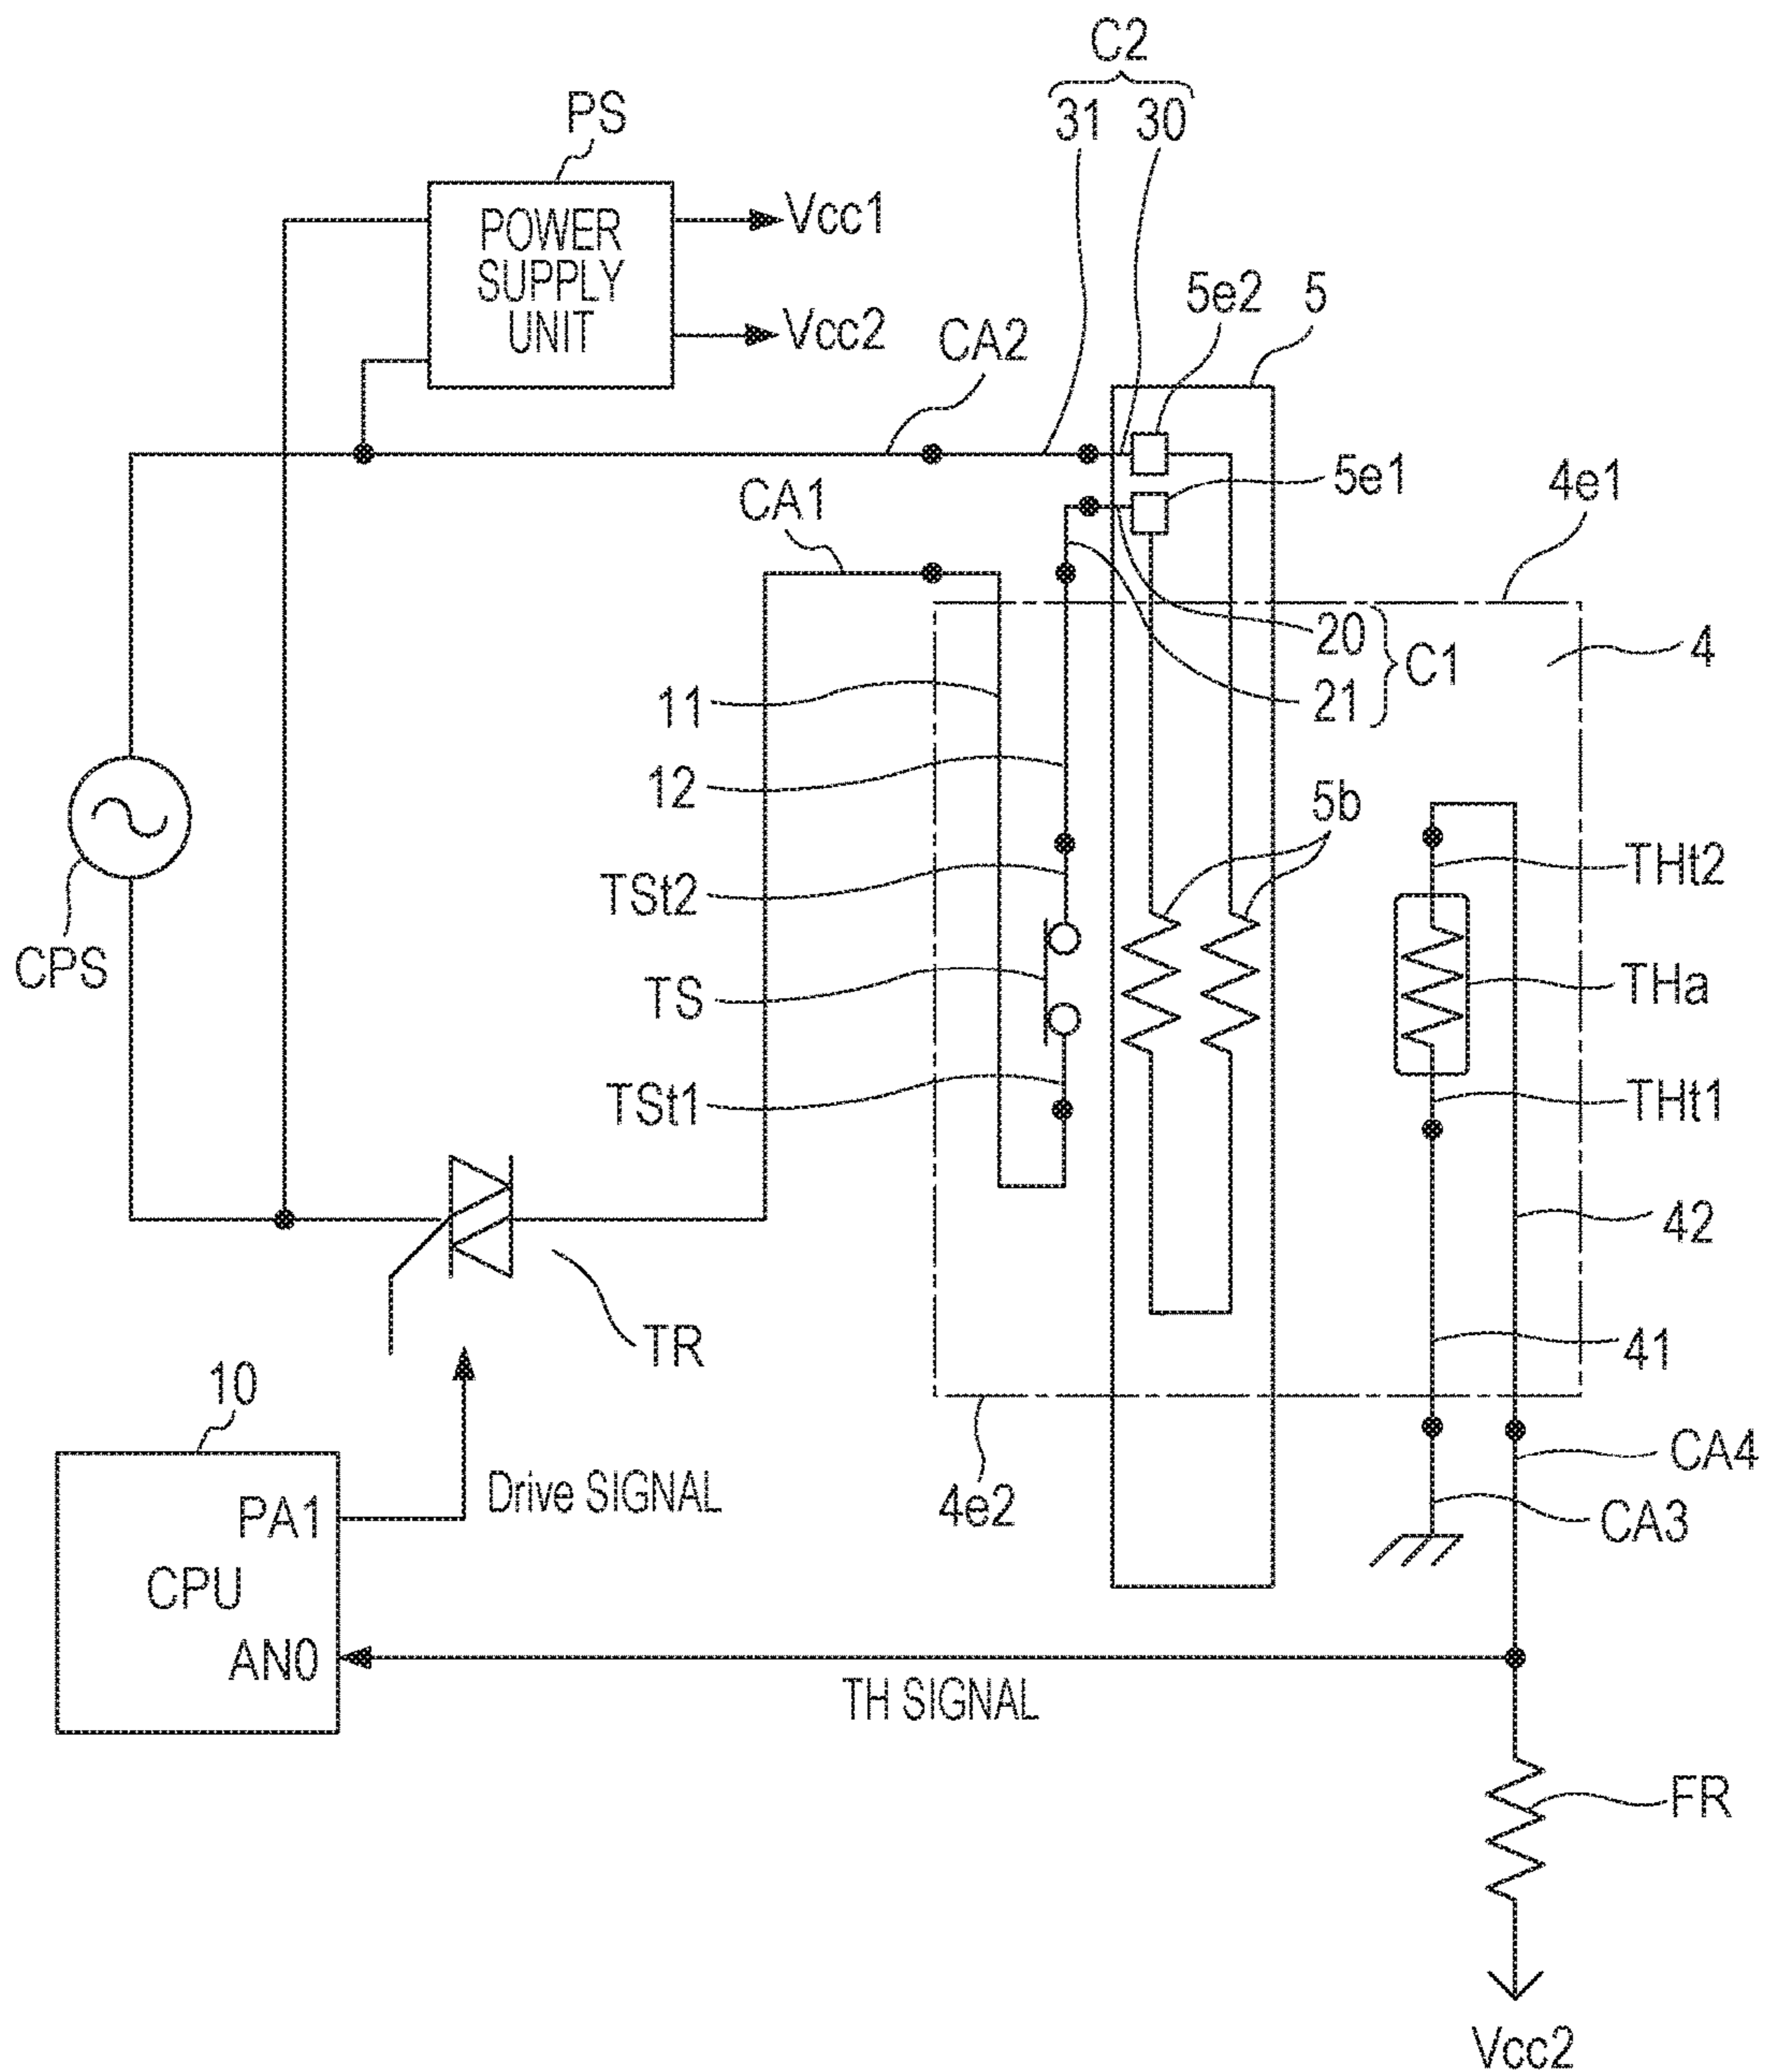 C2
31 30
PS
POWER
SUPPLY
UNIT
Vcc1
Vcc2
CA2
5e2
5
5e1
4e1
CA1
20
21
C1
4
11
12
5b
TSt2
THt2
CPS
TS
THa
TSt1
THt1
42
TR
41
10
PA1
CPU
AN0
Drive SIGNAL
4e2
CA4
CA3
TH SIGNAL
FR
Vcc2